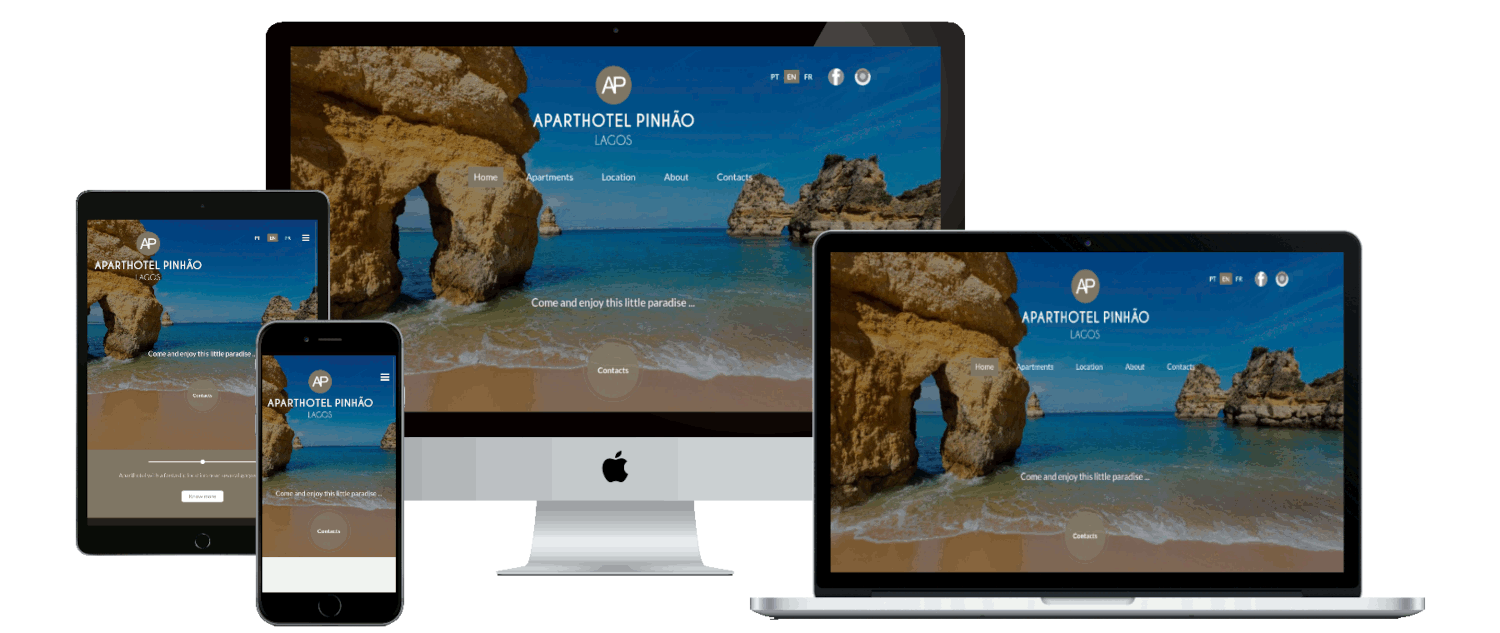 AP
APARTHOTEL PINHÃO
LAGOS
PT EN FR
Home Apartments Location About Contacts
Come and enjoy this little paradise ...
Contacts
AP
APARTHOTEL PINHÃO
LAGOS
PT EN FR
Come and enjoy this little paradise ...
Contacts
Know more
AP
APARTHOTEL PINHÃO
LAGOS
Come and enjoy this little paradise ...
Contacts
AP
APARTHOTEL PINHÃO
LAGOS
PT EN FR
Home Apartments Location About Contacts
Come and enjoy this little paradise ...
Contacts